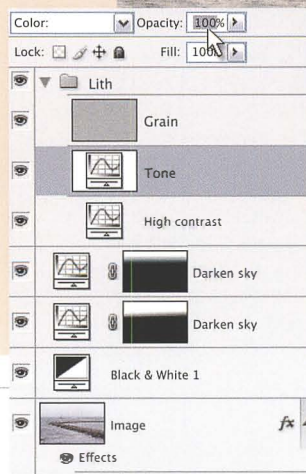 Color: Opacity: 100%
Lock: Fill: 100%
Lith
Grain
Tone
High contrast
Darken sky
Darken sky
Black & White 1
Image fx
Effects